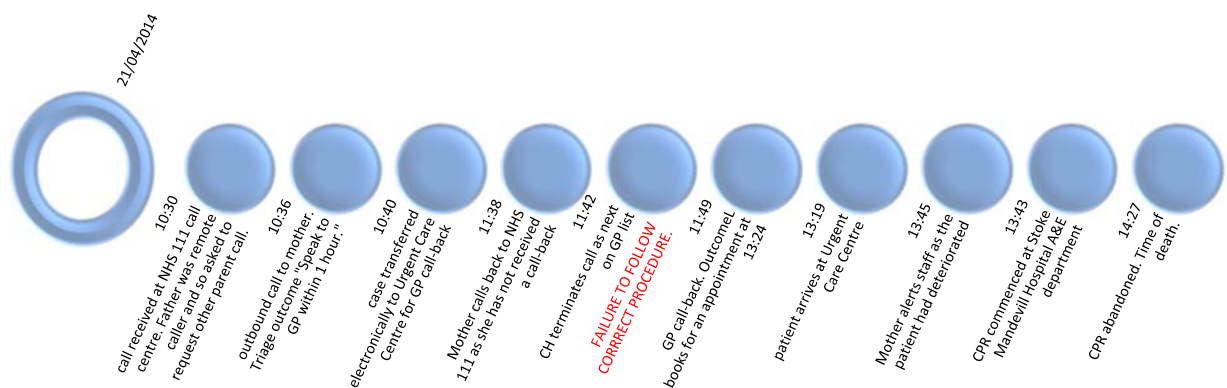 21/04/2014
10:30
call received at NHS 111 call
centre. Father was remote
caller and so asked to
request other parent call.
10:36
outbound call to mother.
Triage outcome "Speak to
GP within 1 hour."
10:40
case transferred
electronically to Urgent Care
Centre for GP call-back
11:38
Mother calls back to NHS
111 as she has not received
a call-back
11:42
CH terminates call as next
on GP list
FAILURE TO FOLLOW
CORRRECT PROCEDURE.
11:49
GP call-back. Outcomel.
books for an appointment at
13:24
13:19
patient arrives at Urgent
Care Centre
13:45
Mother alerts staff as the
patient had deteriorated
13:43
CPR commenced at Stoke
Mandevill Hospital A&E
department
14:27
CPR abandoned. Time of
death.